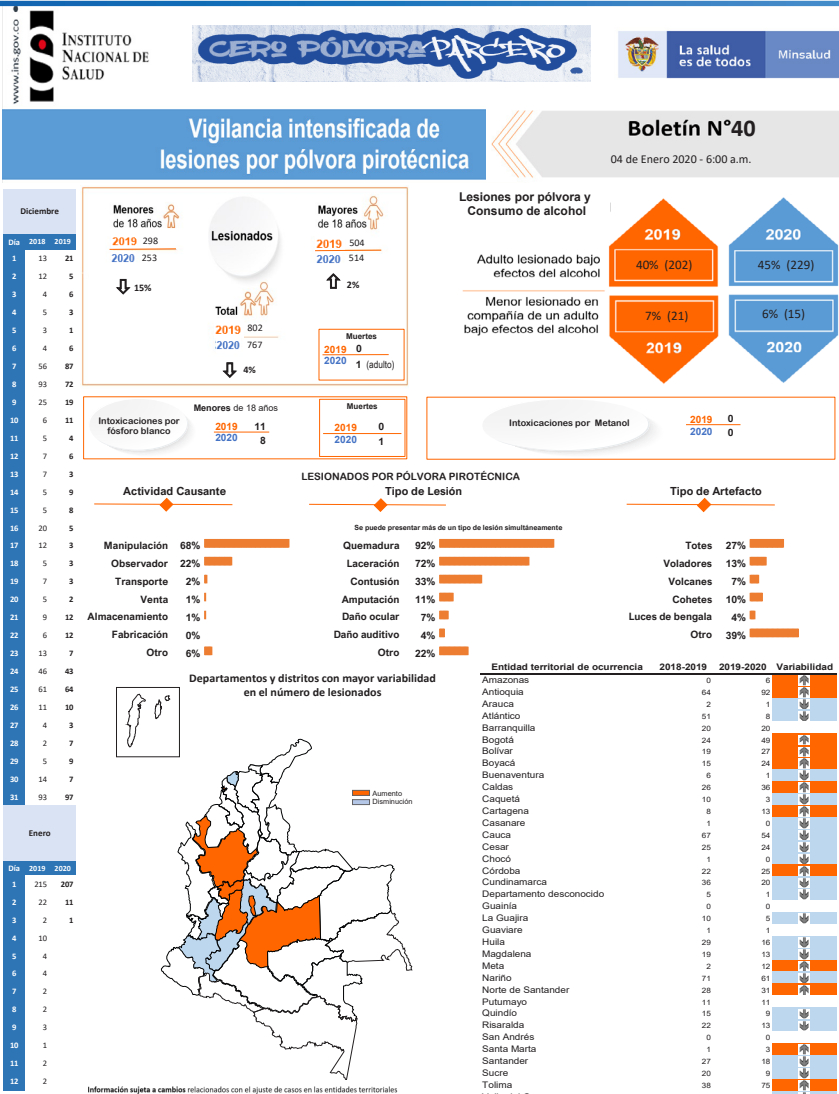 www.ins.gov.co
INSTITUTO
NACIONAL DE
SALUD
CERO PÓLVORA PARCERO
La salud
es de todos
Minsalud
Vigilancia intensificada de
lesiones por pólvora pirotécnica
Boletín N°40
04 de Enero 2020 - 6:00 a.m.
Diciembre
Día 2018 2019
1 13 21
2 12 5
3 4 6
4 5 3
5 3 1
6 4 6
7 56 87
8 93 72
9 25 19
10 6 11
11 5 4
12 7 6
13 7 3
14 5 9
15 5 8
16 20 5
17 12 3
18 5 3
19 7 3
20 5 2
21 9 12
22 6 12
23 13 7
24 46 43
25 61 64
26 11 10
27 4 3
28 2 7
29 5 9
30 14 7
31 93 97
Enero
Día 2019 2020
1 215 207
2 22 11
3 2 1
4 10
5 4
6 4
7 2
8 2
9 3
10 1
11 2
12 2
Menores
de 18 años
2019 298
2020 253
15%
Lesionados
Mayores
de 18 años
2019 504
2020 514
2%
Total
2019 802
2020 767
4%
Muertes
2019 0
2020 1 (adulto)
Lesiones por pólvora y
Consumo de alcohol
2019
2020
Adulto lesionado bajo
efectos del alcohol
40% (202)
45% (229)
Menor lesionado en
compañía de un adulto
bajo efectos del alcohol
7% (21)
6% (15)
2019
2020
Intoxicaciones por
fósforo blanco
Menores de 18 años
2019 11
2020 8
Muertes
2019 0
2020 1
Intoxicaciones por Metanol
2019 0
2020 0
LESIONADOS POR PÓLVORA PIROTÉCNICA
Actividad Causante
Tipo de Lesión
Tipo de Artefacto
Se puede presentar más de un tipo de lesión simultáneamente
Manipulación 68%
Observador 22%
Transporte 2%
Venta 1%
Almacenamiento 1%
Fabricación 0%
Otro 6%
Quemadura 92%
Laceración 72%
Contusión 33%
Amputación 11%
Daño ocular 7%
Daño auditivo 4%
Otro 22%
Totes 27%
Voladores 13%
Volcanes 7%
Cohetes 10%
Luces de bengala 4%
Otro 39%
Departamentos y distritos con mayor variabilidad
en el número de lesionados
Aumento
Disminución
Información sujeta a cambios relacionados con el ajuste de casos en las entidades territoriales
Entidad territorial de ocurrencia 2018-2019 2019-2020 Variabilidad
Amazonas 0 6
Antioquia 64 92
Arauca 2 1
Atlántico 51 8
Barranquilla 20 20
Bogotá 24 49
Bolívar 19 27
Boyacá 15 24
Buenaventura 6 1
Caldas 26 36
Caquetá 10 3
Cartagena 8 13
Casanare 1 0
Cauca 67 54
Cesar 25 24
Chocó 1 0
Córdoba 22 25
Cundinamarca 36 20
Departamento desconocido 5 1
Guainía 0 0
La Guajira 10 5
Guaviare 1 1
Huila 29 16
Magdalena 19 13
Meta 2 12
Nariño 71 61
Norte de Santander 28 31
Putumayo 11 11
Quindío 15 9
Risaralda 22 13
San Andrés 0 0
Santa Marta 1 3
Santander 27 18
Sucre 20 9
Tolima 38 75